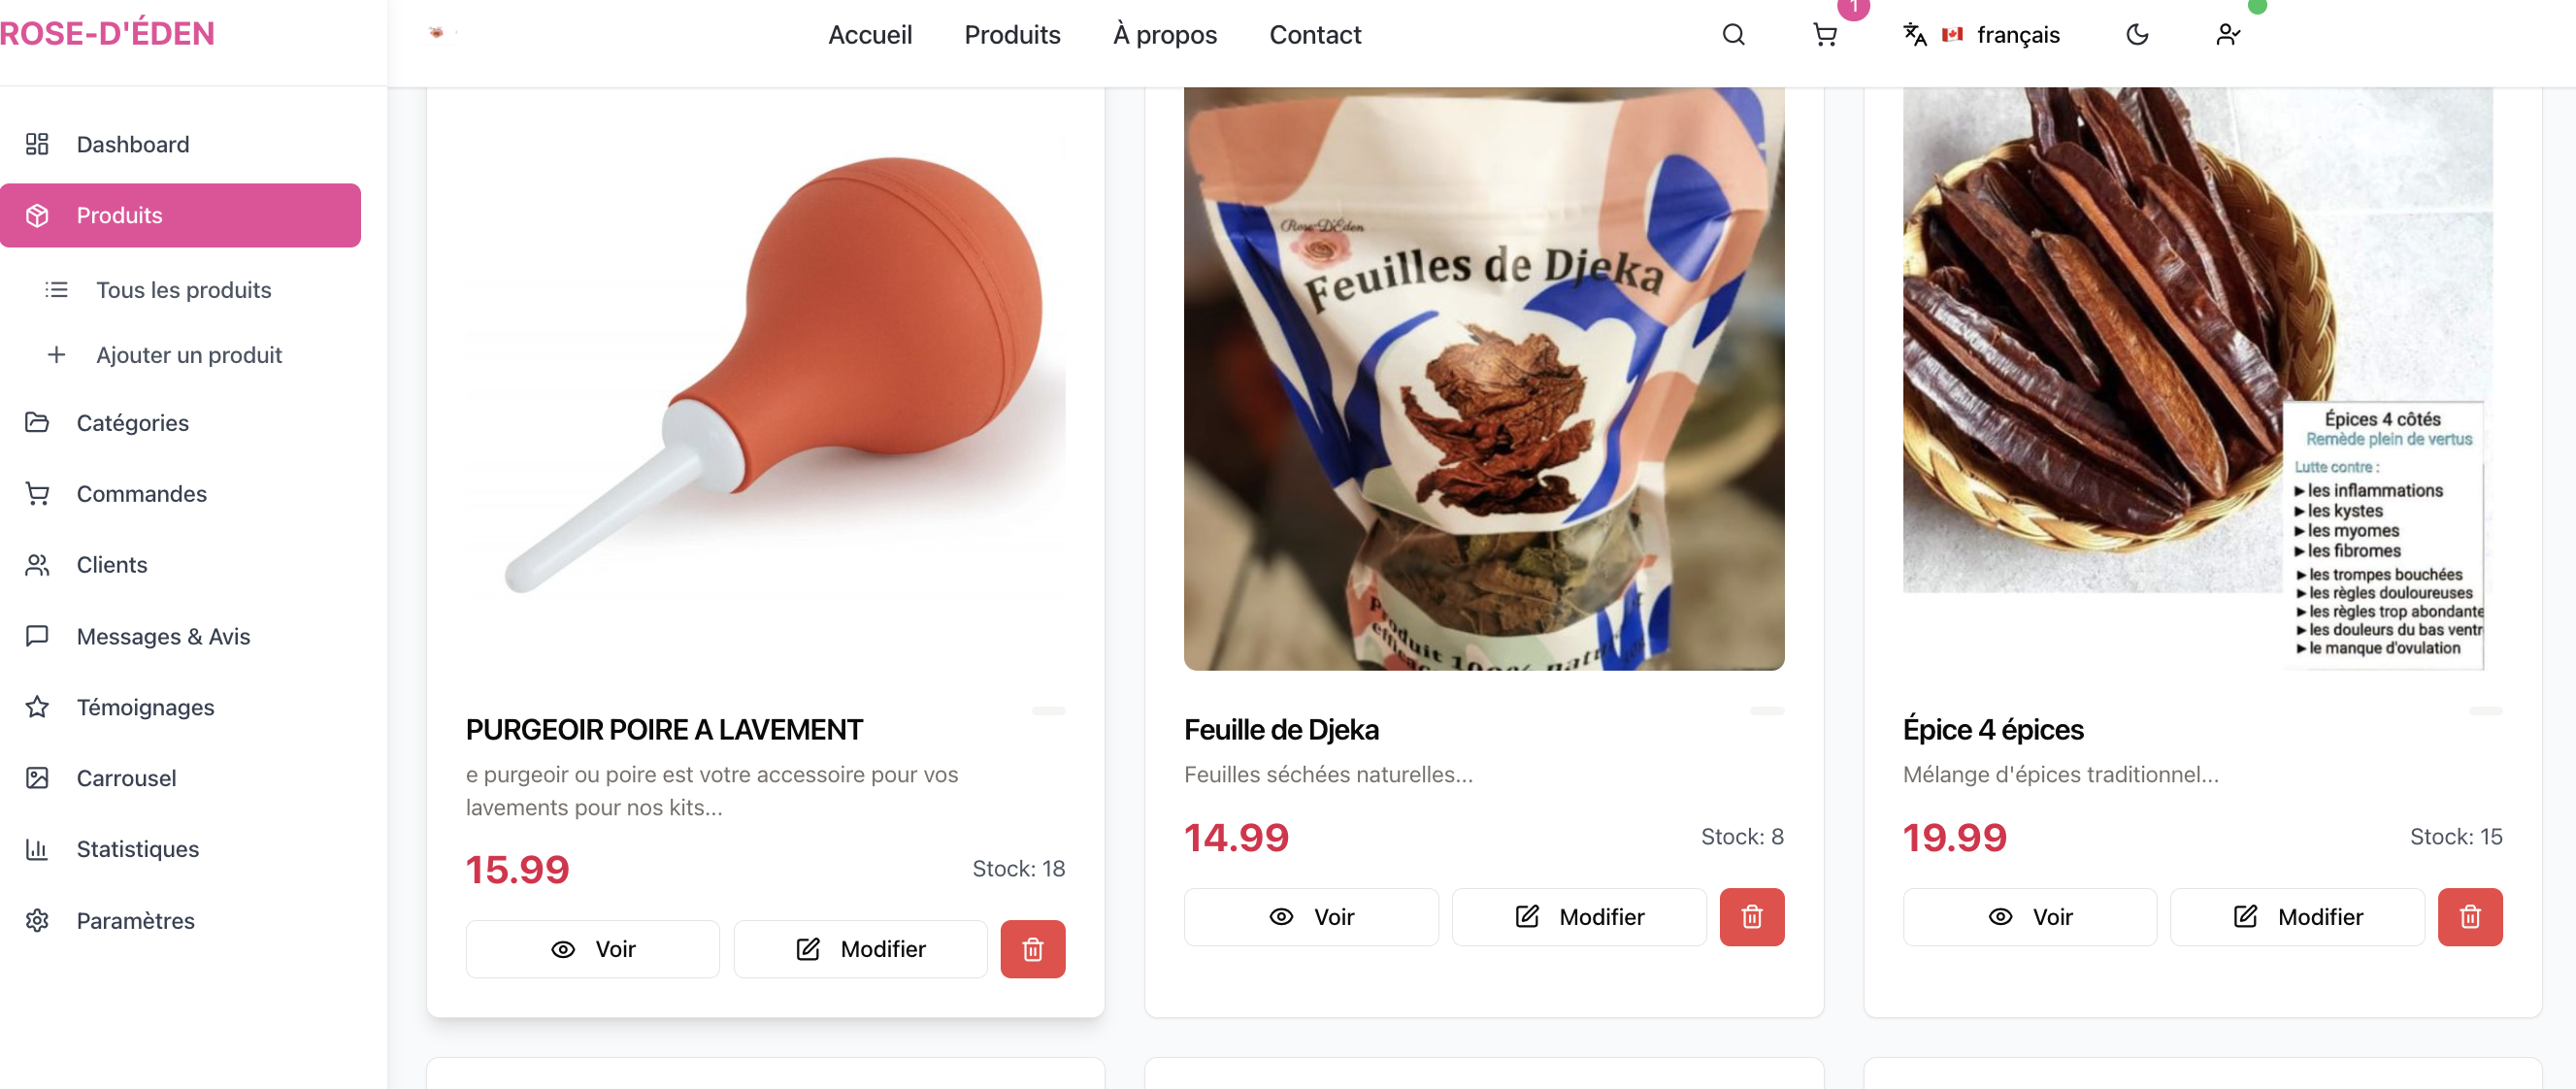 ROSE-D'ÉDEN
Accueil
Produits
À propos
Contact
1
français
Dashboard
Produits
Tous les produits
Ajouter un produit
Catégories
Commandes
Clients
Messages & Avis
Témoignages
Carrousel
Statistiques
Paramètres
PURGEOIR POIRE A LAVEMENT
e purgeoir ou poire est votre accessoire pour vos
lavements pour nos kits...
15.99
Stock: 18
Voir
Modifier
Rose-D'Éden
Feuilles de Djeka
Produit 100% natu
Feuille de Djeka
Feuilles séchées naturelles...
14.99
Stock: 8
Voir
Modifier
Épices 4 côtés
Remède plein de vertus
Lutte contre :
►les inflammations
►les kystes
►les myomes
►les fibromes
►les trompes bouchées
►les règles douloureuses
►les règles trop abondante
►les douleurs du bas ventr
►le manque d'ovulation
Épice 4 épices
Mélange d'épices traditionnel...
19.99
Stock: 15
Voir
Modifier